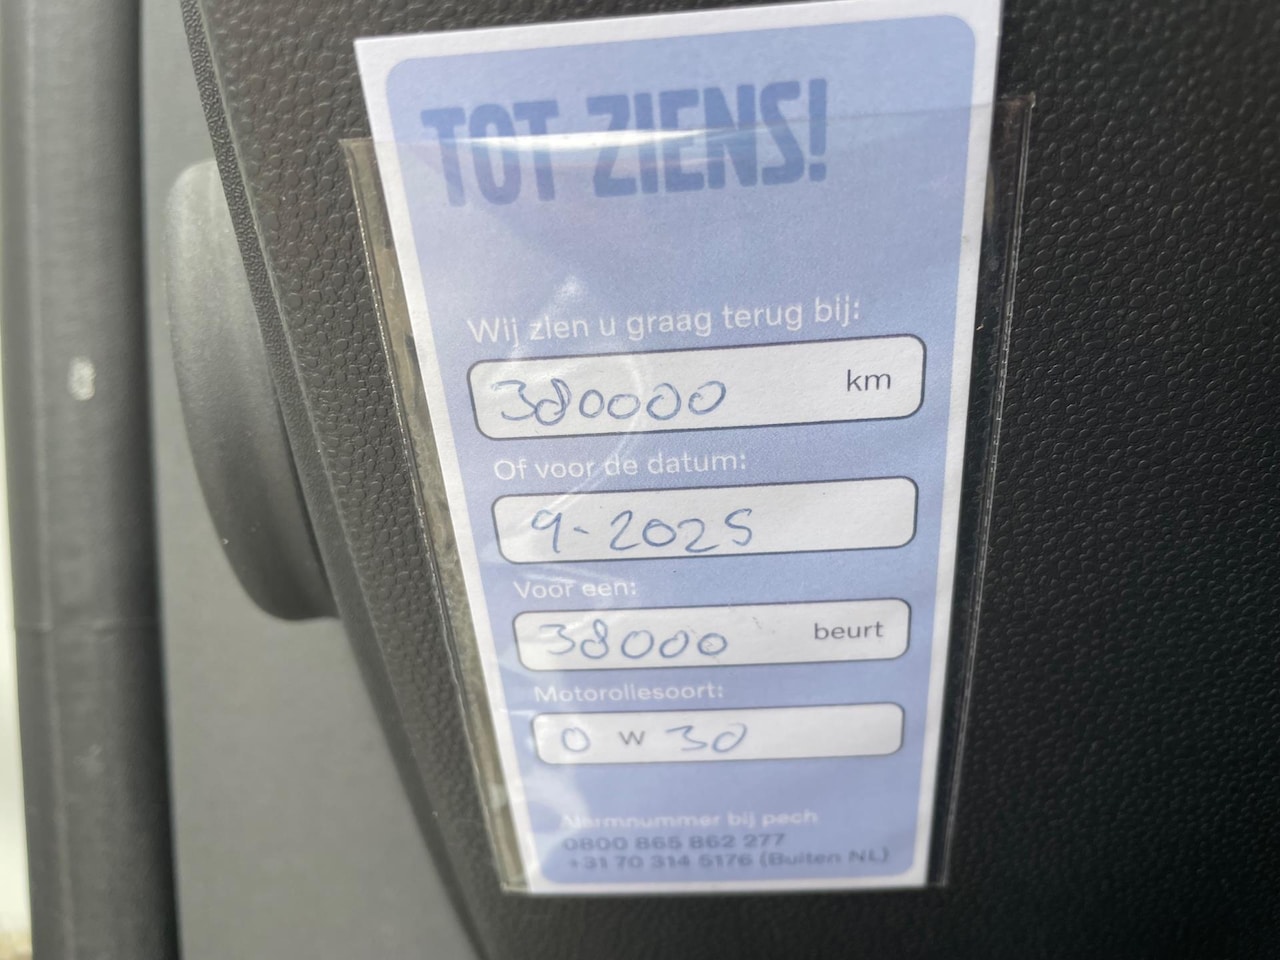 TOT ZIENS!
Wij zien u graag terug bij:
380000 km
Of voor de datum:
9-2025
Voor een:
38000 beurt
Motoroliesoort:
0 w 30
Alarmnummer bij pech
0800 865 862 277
+31 70 314 5176 (Buiten NL)